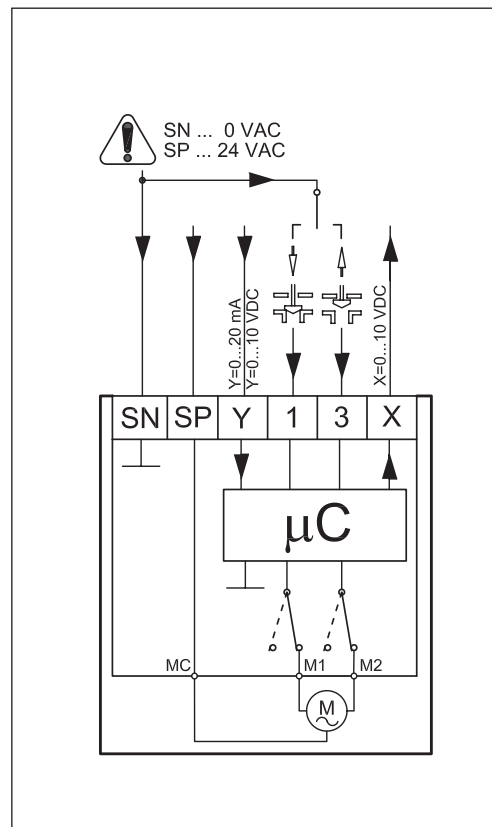 SN ... 0 VAC
SP ... 24 VAC
Y=0...20 mA
Y=0...10 VDC
X=0...10 VDC
SN SP Y 1 3 X
µC
MC M1 M2
M